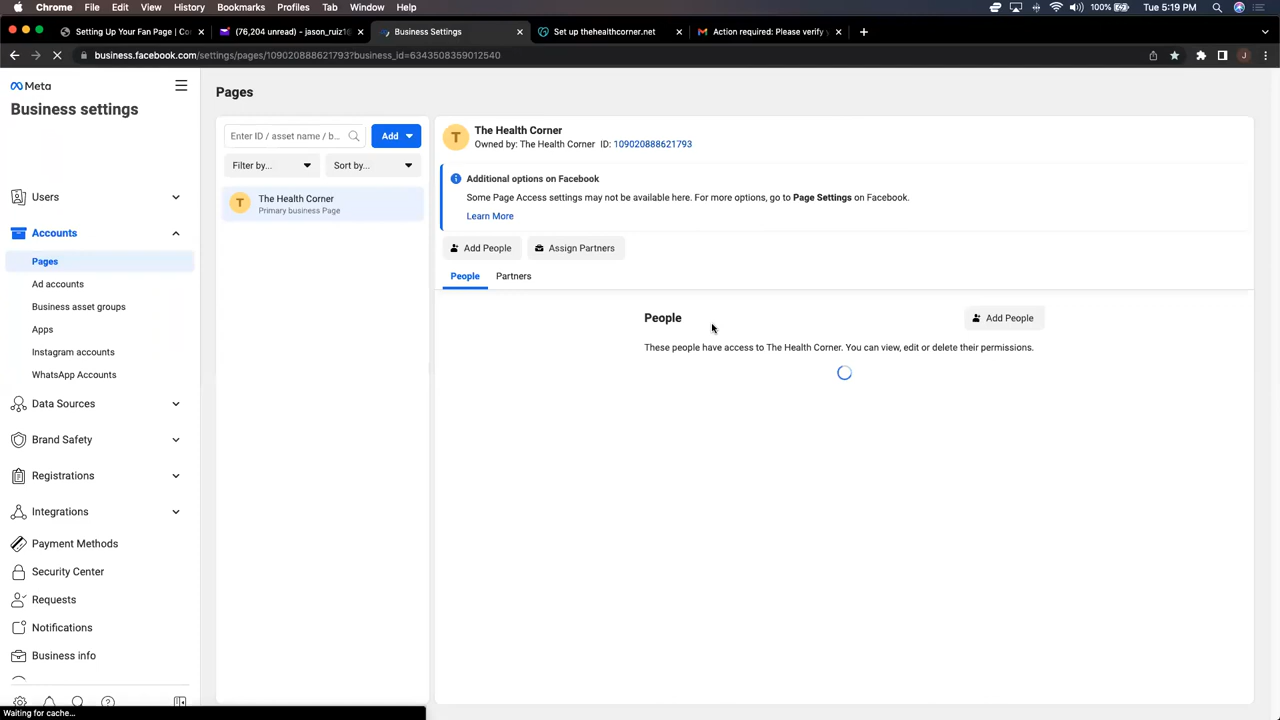 Chrome File Edit View History Bookmarks Profiles Tab Window Help 100% Tue Apr 25 5:19 PM
Setting Up Your Fan Page | Co
(76,204 unread) - jason_ruiz1
Business Settings
Set up thehealthcorner.net
Action required: Please verify y
business.facebook.com/settings/pages/109020888621793?business_id=6343508359102540
J
Meta
Business settings
Users
Accounts
Pages
Ad accounts
Business asset groups
Apps
Instagram accounts
WhatsApp Accounts
Data Sources
Brand Safety
Registrations
Integrations
Payment Methods
Security Center
Requests
Notifications
Business info
Waiting for cache...
Pages
Enter ID / asset name / b...
Add
Filter by...
Sort by...
T
The Health Corner
Primary business Page
T
The Health Corner
Owned by: The Health Corner ID: 109020888621793
Additional options on Facebook
Some Page Access settings may not be available here. For more options, go to Page Settings on Facebook.
Learn More
Add People
Assign Partners
People
Partners
People
Add People
These people have access to The Health Corner. You can view, edit or delete their permissions.